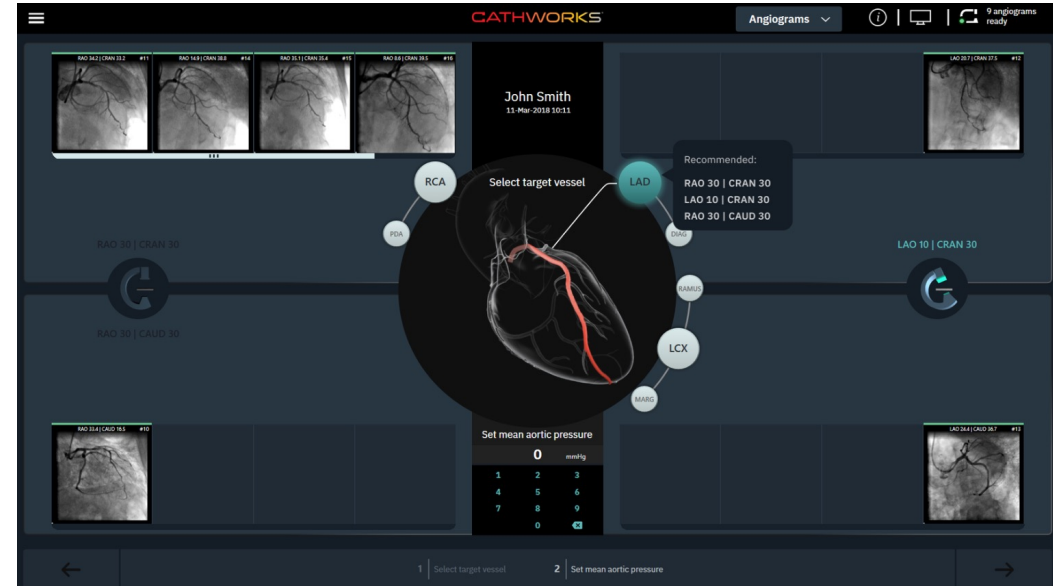 CATHWORKS
Angiograms
i
9 angiograms
ready
RAO 34.2 | CRAN 33.2 #11
RAO 14.9 | CRAN 38.8 #14
RAO 35.1 | CRAN 35.4 #15
RAO 8.6 | CRAN 39.5 #16
LAO 28.7 | CRAN 37.5 #12
John Smith
11-Mar-2018 10:11
Recommended:
RAO 30 | CRAN 30
LAO 10 | CRAN 30
RAO 30 | CAUD 30
RCA
Select target vessel
LAD
PDA
DIAG
RAO 30 | CRAN 30
LAO 10 | CRAN 30
RAMUS
RAO 30 | CAUD 30
LCX
MARG
RAO 35.4 | CAUD 16.5 #10
LAO 24.4 | CAUD 36.7 #13
Set mean aortic pressure
0 mmHg
1 2 3
4 5 6
7 8 9
0
1 Select target vessel
2 Set mean aortic pressure